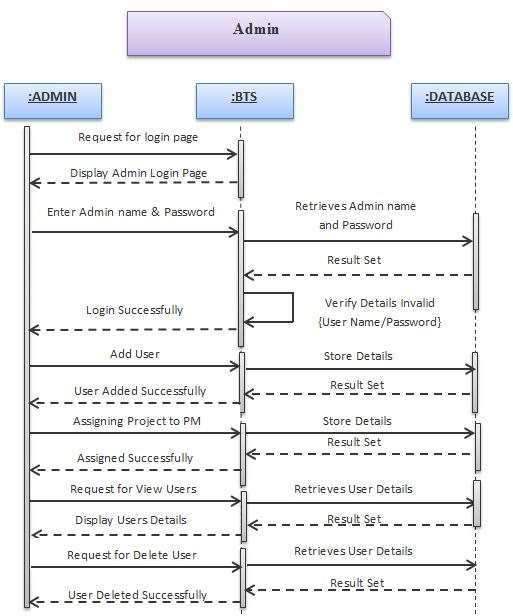 Admin
:ADMIN
:BTS
:DATABASE
Request for login page
Display Admin Login Page
Enter Admin name & Password
Retrieves Admin name
and Password
Result Set
Verify Details Invalid
{User Name/Password}
Login Successfully
Add User
Store Details
Result Set
User Added Successfully
Assigning Project to PM
Store Details
Result Set
Assigned Successfully
Request for View Users
Retrieves User Details
Result Set
Display Users Details
Request for Delete User
Retrieves User Details
Result Set
User Deleted Successfully